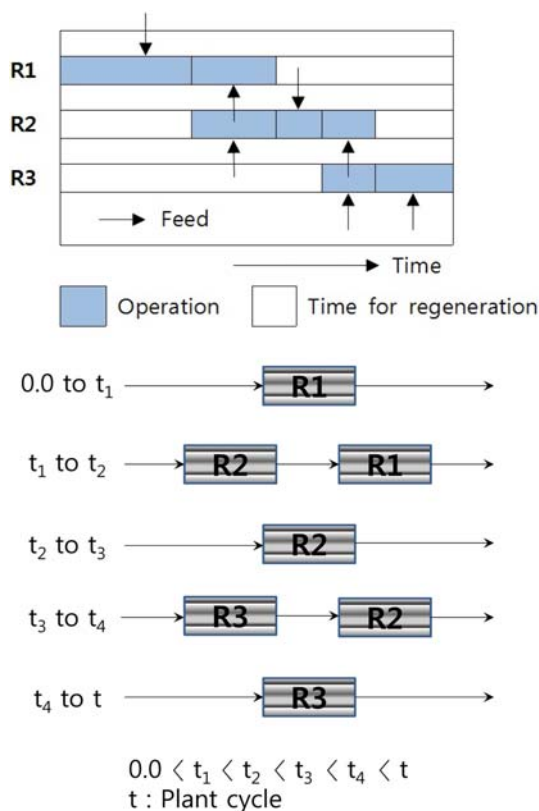 R1
R2
R3
Feed
Time
Operation
Time for regeneration
0.0 to t₁
R1
t₁ to t₂
R2
R1
t₂ to t₃
R2
t₃ to t₄
R3
R2
t₄ to t
R3
0.0 < t₁ < t₂ < t₃ < t₄ < t
t : Plant cycle